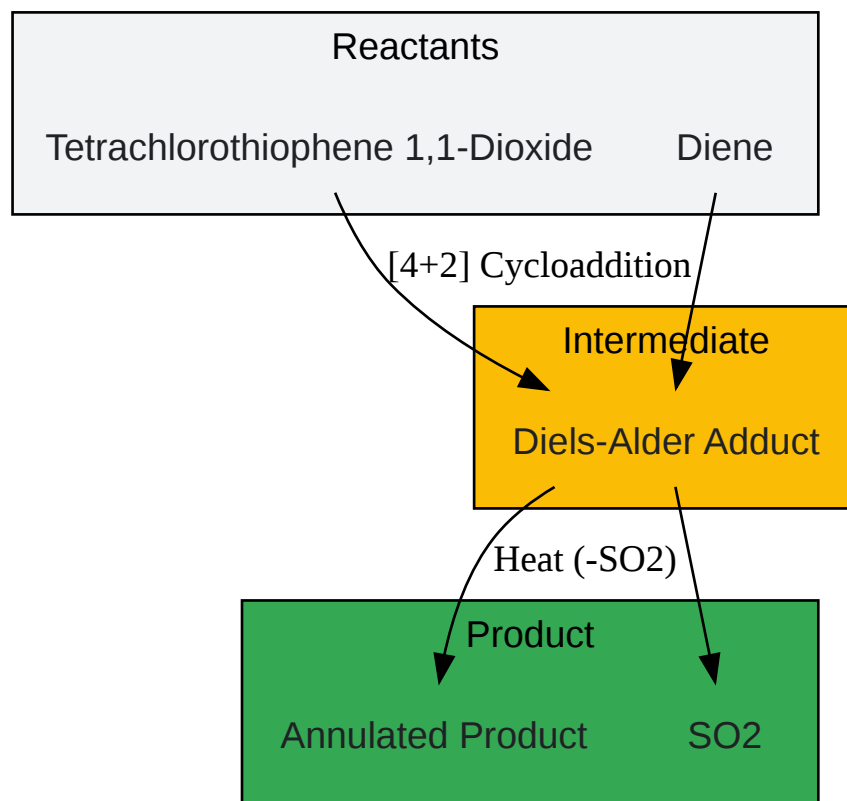 Reactants
Tetrachlorothiophene 1,1-Dioxide
Diene
[4+2] Cycloaddition
Intermediate
Diels-Alder Adduct
Heat (-SO2)
Product
Annulated Product
SO2